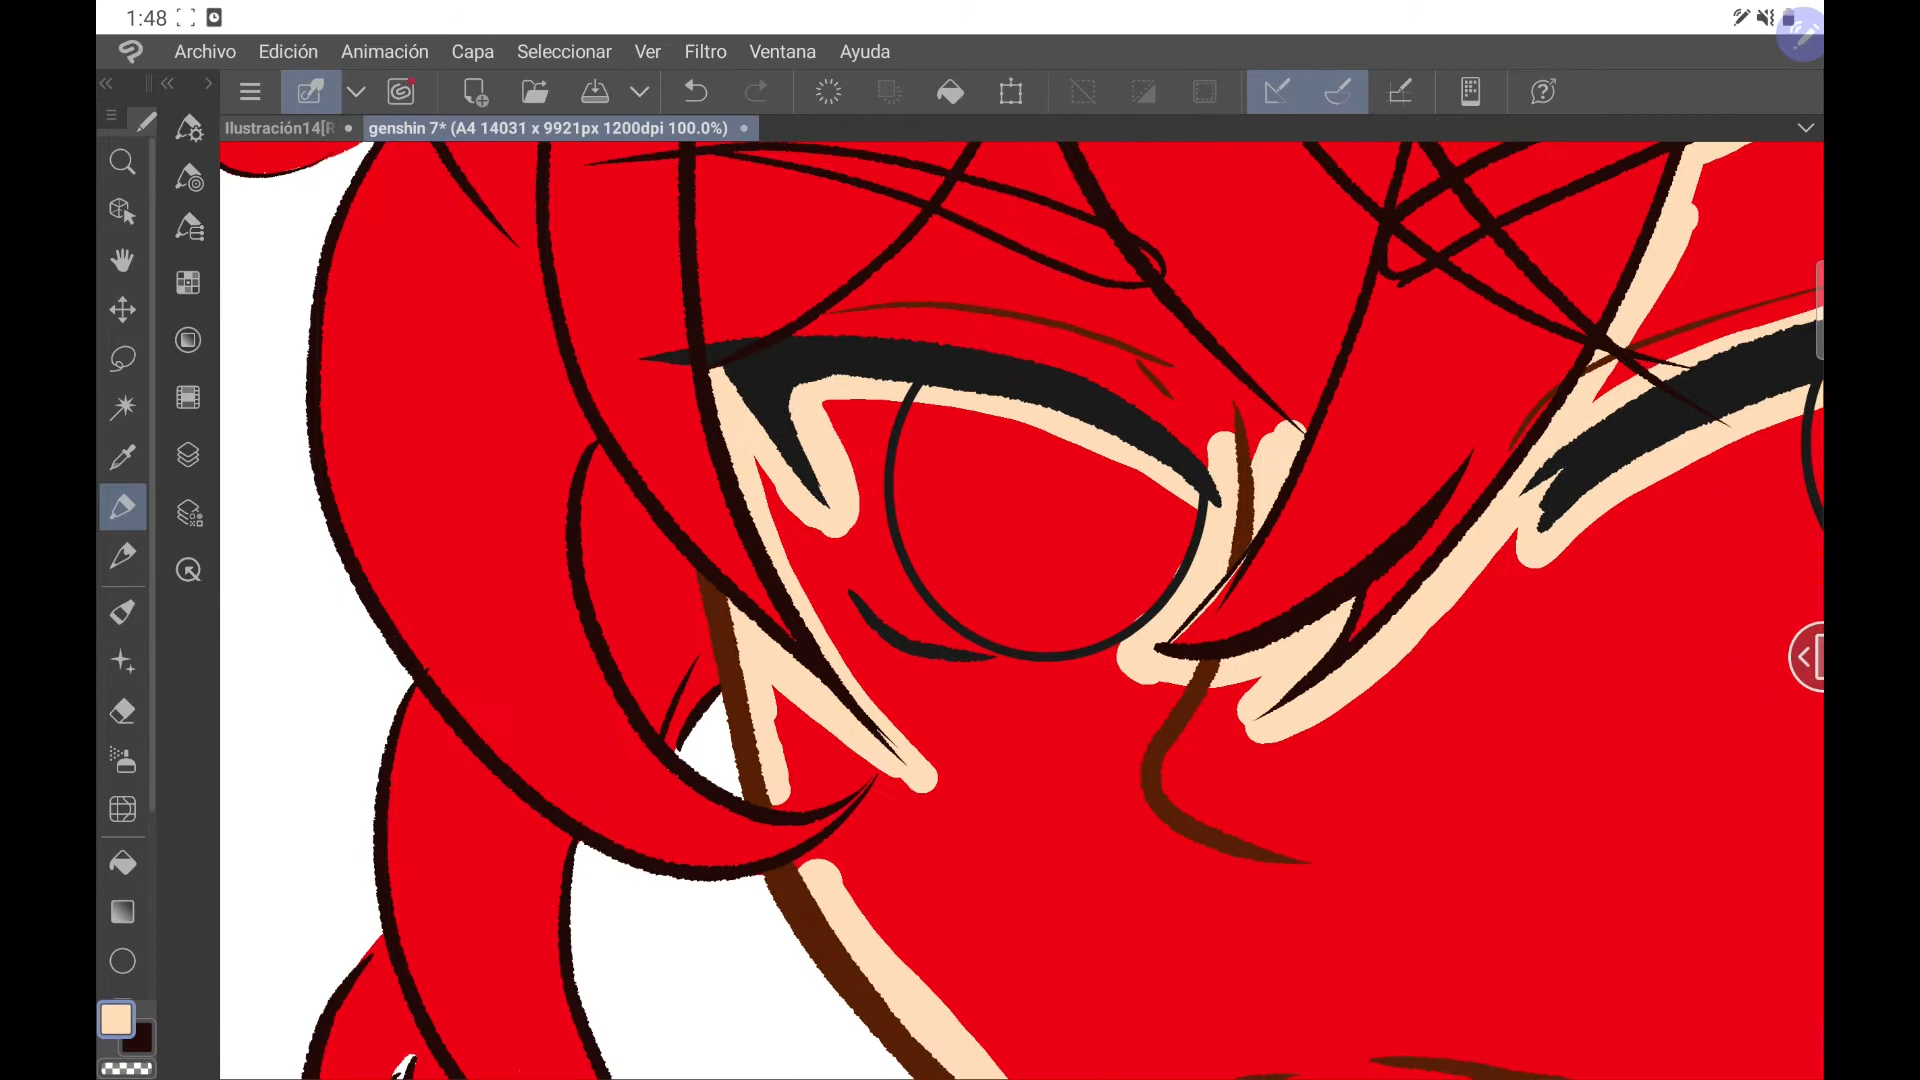 1:48
Archivo Edición Animación Capa Seleccionar Ver Filtro Ventana Ayuda
Ilustración14[R genshin 7* (A4 14031 x 9921px 1200dpi 100.0%)